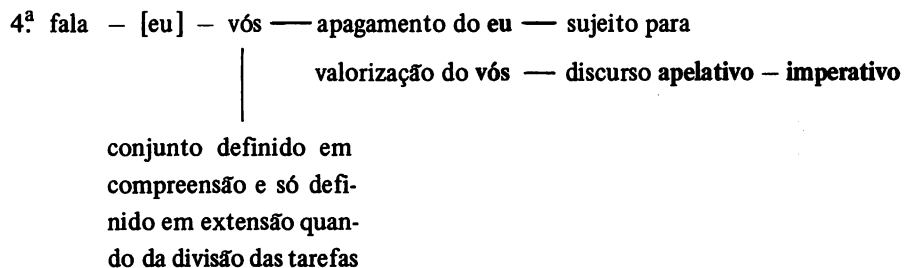 4.ª fala – [eu] – vós — apagamento do eu — sujeito para
valorização do vós — discurso apelativo – imperativo
conjunto definido em
compreensão e só defi-
nido em extensão quan-
do da divisão das tarefas